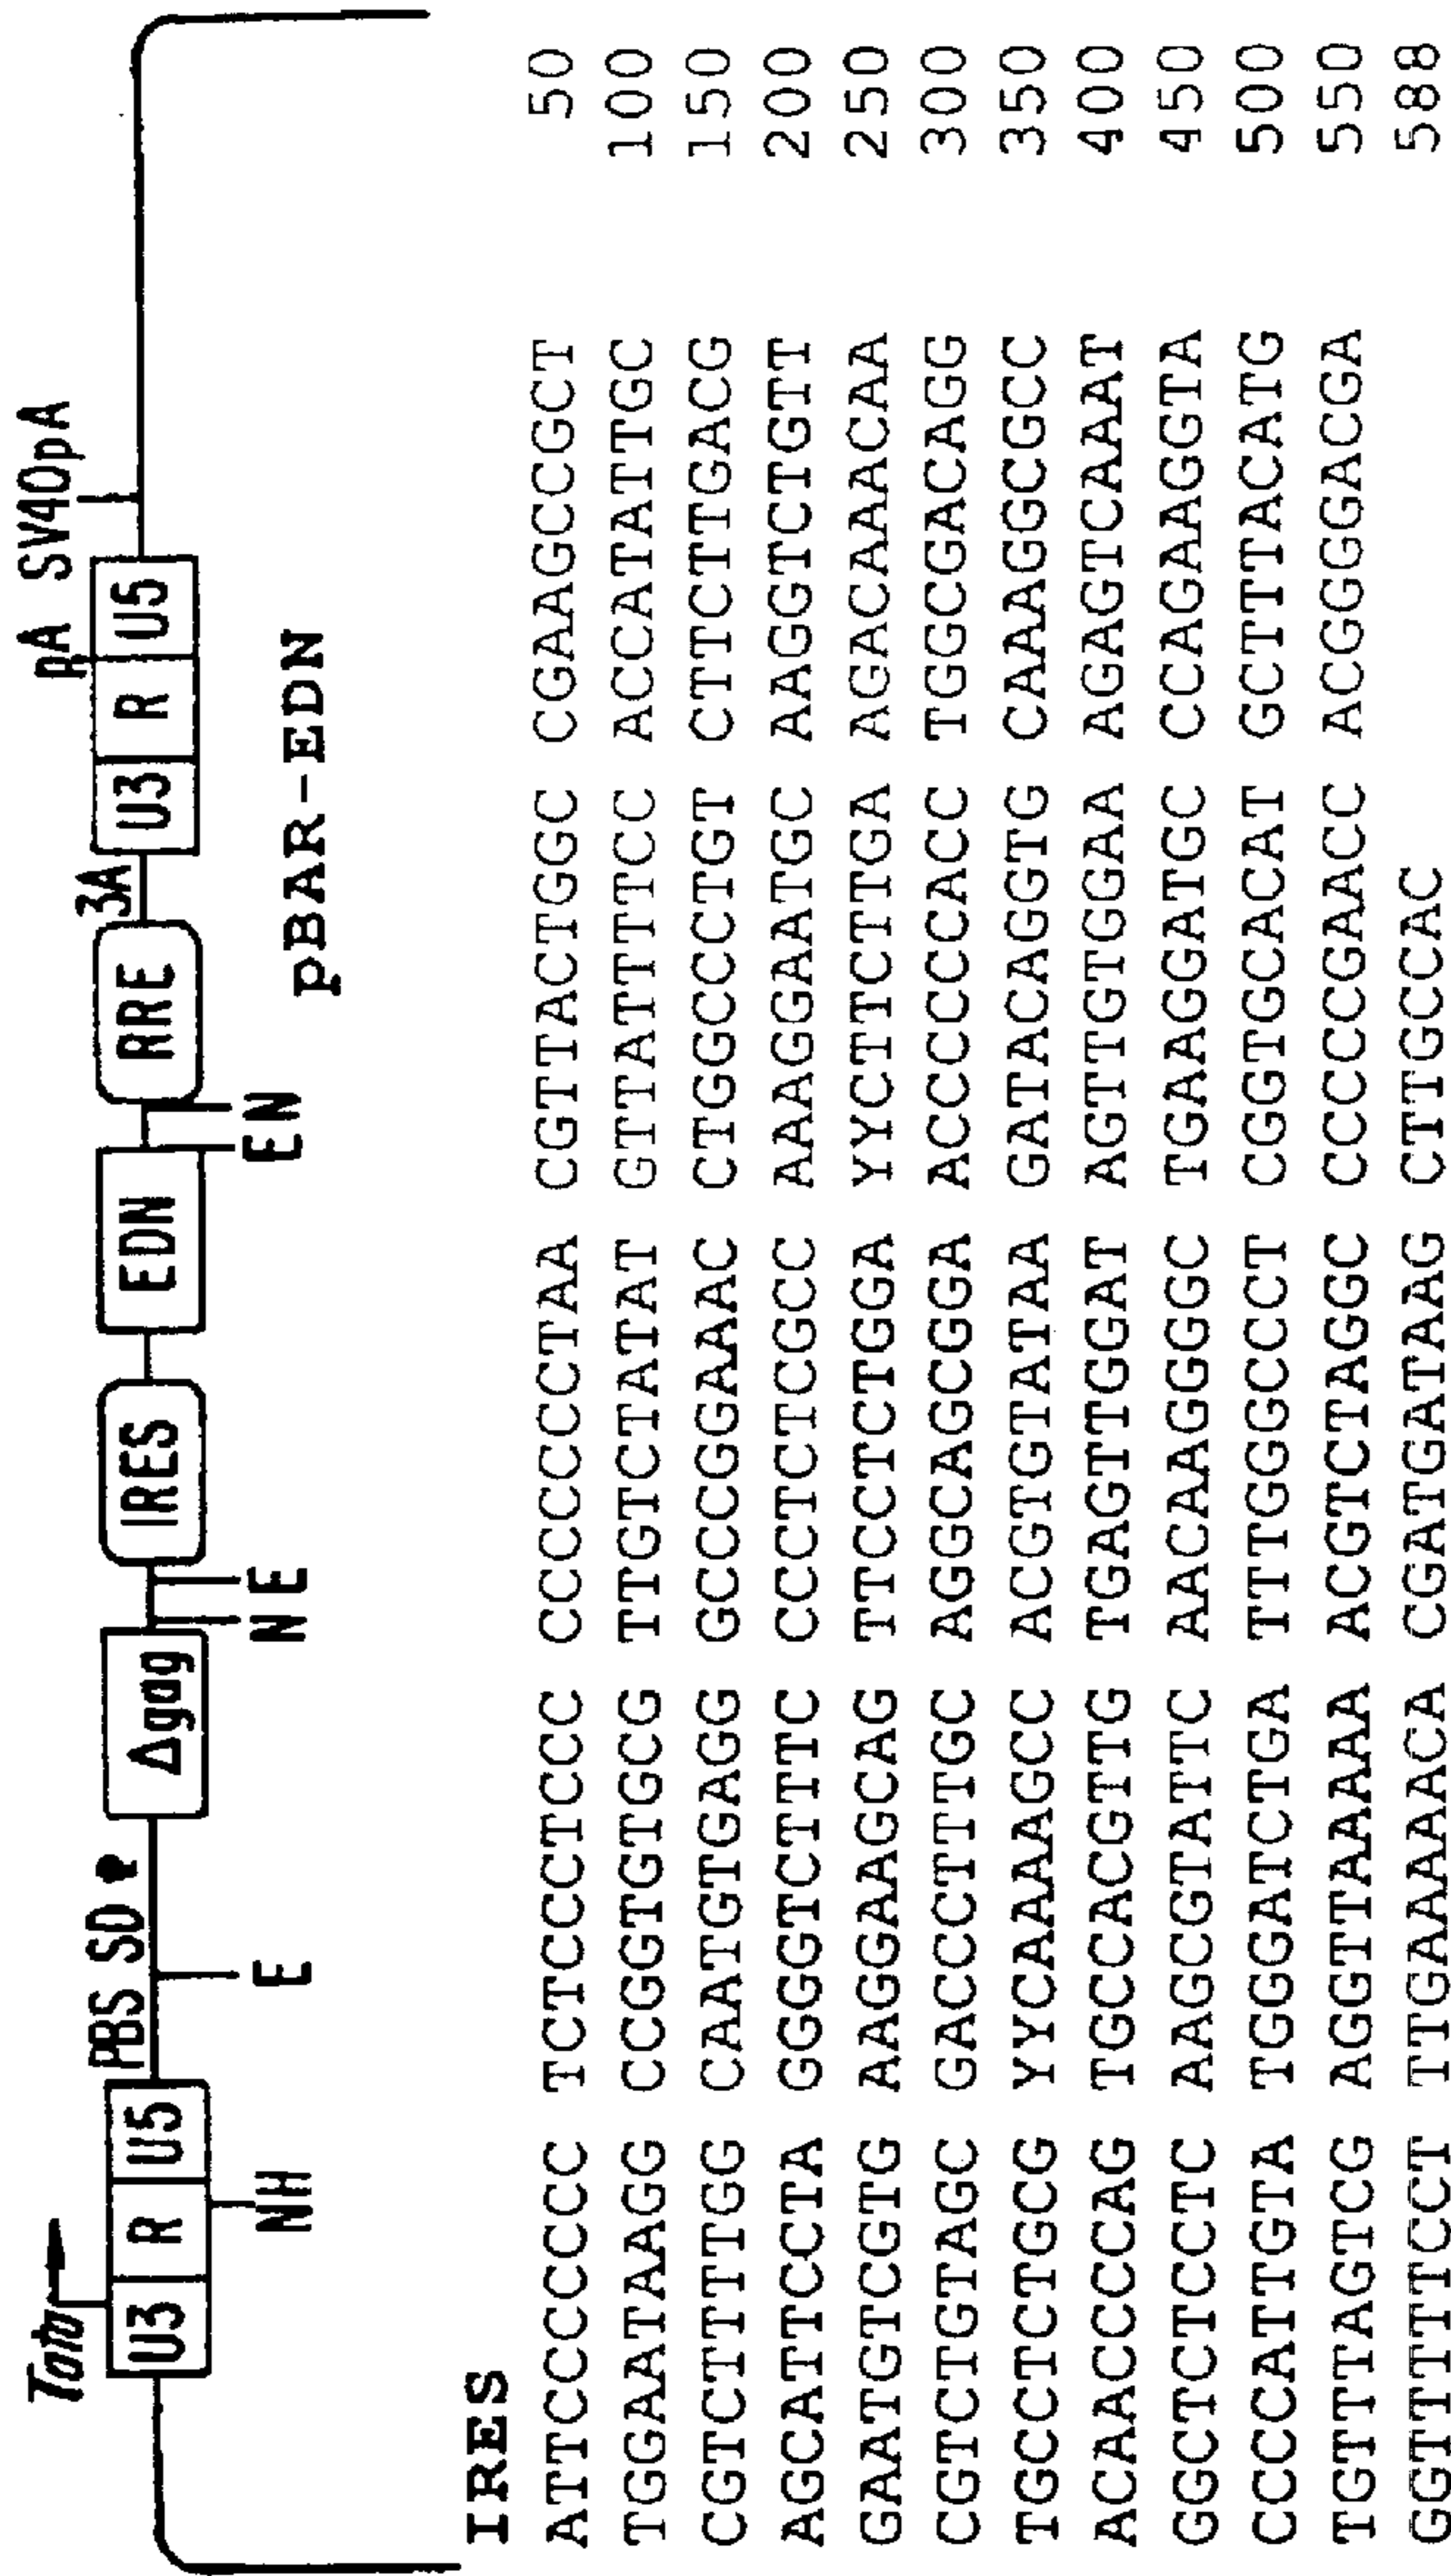 Tat
PBS SD φ
pA SV40pA
U3 R U5 Δgag IRES EDN RRE 3A U3 R U5
NH E N E E N
pBAR-EDN
IRES
ATTCCCCCCC TCTCCCTCCC CCCCCCCTAA CGTTACTGGC CGAAGCCGCT 50
TGGAATAAGG CCGGTGTGCG TTGTCTATAT GTTATTTTCC ACCATATTGC 100
CGTCTTTTGG CAATGTGAGG GCCCGGAAAC CTGGCCCTGT CTTCTTGACG 150
AGCATTCCTA GGGGTCTTTC CCCTCTCGCC AAAGGAATGC AAGGTCTGTT 200
GAATGTCGTG AAGGAAGCAG TTCCTCTGGA YYCTTCTTGA AGACAAACAA 250
CGTCTGTAGC GACCCTTTGC AGGCAGCGGA ACCCCCCACC TGGCGACAGG 300
TGCCTCTGCG YYCAAAAGCC ACGTGTATAA GATACAGGTG CAAAGGCGCC 350
ACAACCCCAG TGCCACGTTG TGAGTTGGAT AGTTGTGGAA AGAGTCAAAT 400
GGCTCTCCTC AAGCGTATTC AACAAGGGGC TGAAGGATGC CCAGAAGGTA 450
CCCCATTGTA TGGGATCTGA TTTGGGCCCT CGGTGCACAT GCTTTACATG 500
TGTTTAGTCG AGGTTAAAAA ACGTCTAGGC CCCCCGAACC ACGGGGACGA 550
GGTTTTTCCT TTGAAAAACA CGATGATAAG CTTGCCAC 588